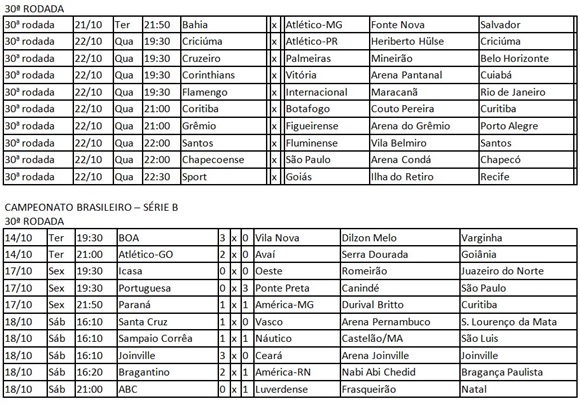 30ª RODADA
30ª rodada 21/10 Ter 21:50 Bahia x Atlético-MG Fonte Nova Salvador
30ª rodada 22/10 Qua 19:30 Criciúma x Atlético-PR Heriberto Hülse Criciúma
30ª rodada 22/10 Qua 19:30 Cruzeiro x Palmeiras Mineirão Belo Horizonte
30ª rodada 22/10 Qua 19:30 Corinthians x Vitória Arena Pantanal Cuiabá
30ª rodada 22/10 Qua 19:30 Flamengo x Internacional Maracanã Rio de Janeiro
30ª rodada 22/10 Qua 21:00 Coritiba x Botafogo Couto Pereira Curitiba
30ª rodada 22/10 Qua 21:00 Grêmio x Figueirense Arena do Grêmio Porto Alegre
30ª rodada 22/10 Qua 22:00 Santos x Fluminense Vila Belmiro Santos
30ª rodada 22/10 Qua 22:00 Chapecoense x São Paulo Arena Condá Chapecó
30ª rodada 22/10 Qua 22:30 Sport x Goiás Ilha do Retiro Recife
CAMPEONATO BRASILEIRO – SÉRIE B
30ª RODADA
14/10 Ter 19:30 BOA 3 x 0 Vila Nova Dilzon Melo Varginha
14/10 Ter 21:00 Atlético-GO 2 x 0 Avaí Serra Dourada Goiânia
17/10 Sex 19:30 Icasa 0 x 0 Oeste Romeirão Juazeiro do Norte
17/10 Sex 19:30 Portuguesa 0 x 3 Ponte Preta Canindé São Paulo
17/10 Sex 21:50 Paraná 1 x 1 América-MG Durival Britto Curitiba
18/10 Sáb 16:10 Santa Cruz 1 x 0 Vasco Arena Pernambuco S. Lourenço da Mata
18/10 Sáb 16:10 Sampaio Corrêa 1 x 1 Náutico Castelão/MA São Luis
18/10 Sáb 16:10 Joinville 3 x 0 Ceará Arena Joinville Joinville
18/10 Sáb 16:20 Bragantino 2 x 1 América-RN Nabi Abi Chedid Bragança Paulista
18/10 Sáb 21:00 ABC 0 x 1 Luverdense Frasqueirão Natal